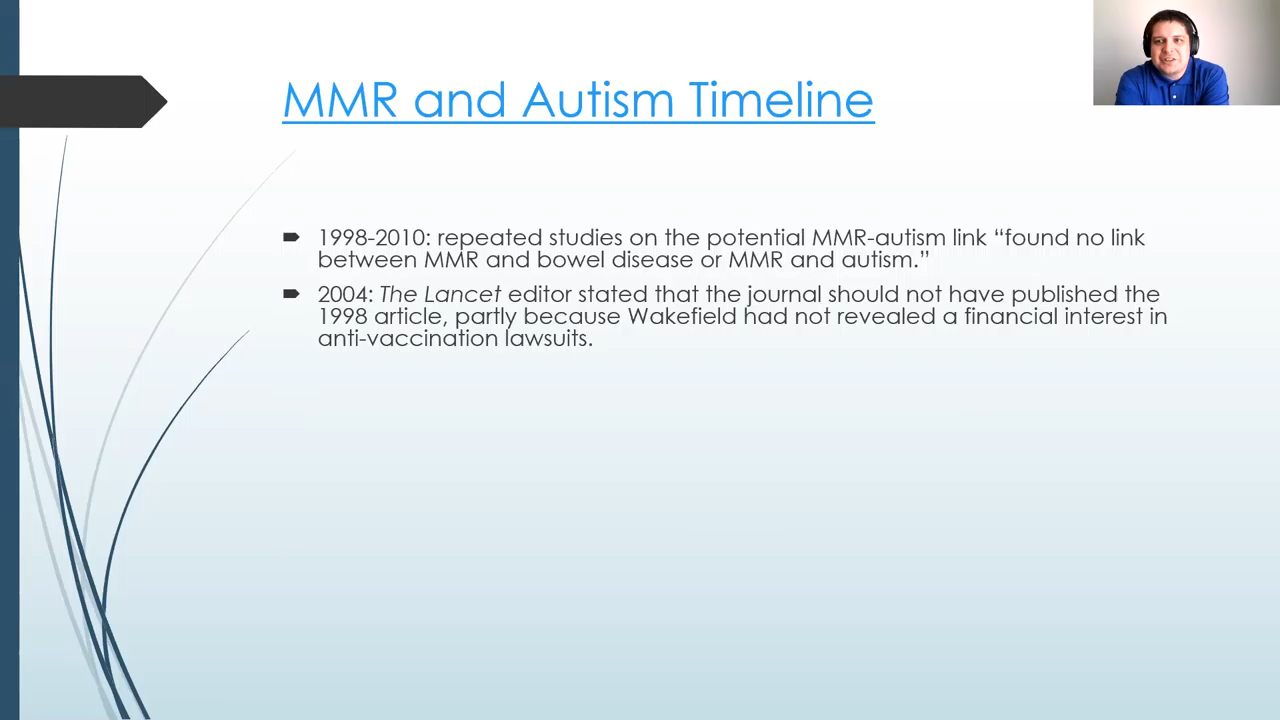 MMR and Autism Timeline
1998-2010: repeated studies on the potential MMR-autism link “found no link
between MMR and bowel disease or MMR and autism.”
2004: The Lancet editor stated that the journal should not have published the
1998 article, partly because Wakefield had not revealed a financial interest in
anti-vaccination lawsuits.